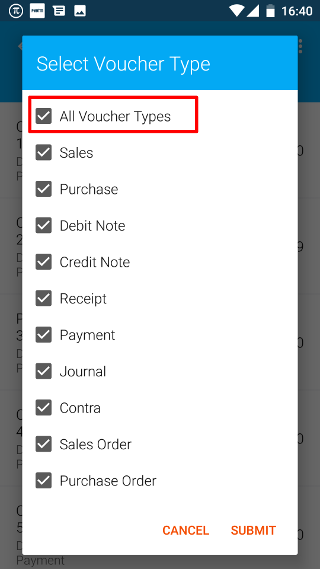 16:40
Select Voucher Type
All Voucher Types
Sales
Purchase
Debit Note
Credit Note
Receipt
Payment
Journal
Contra
Sales Order
Purchase Order
CANCEL SUBMIT
Payment